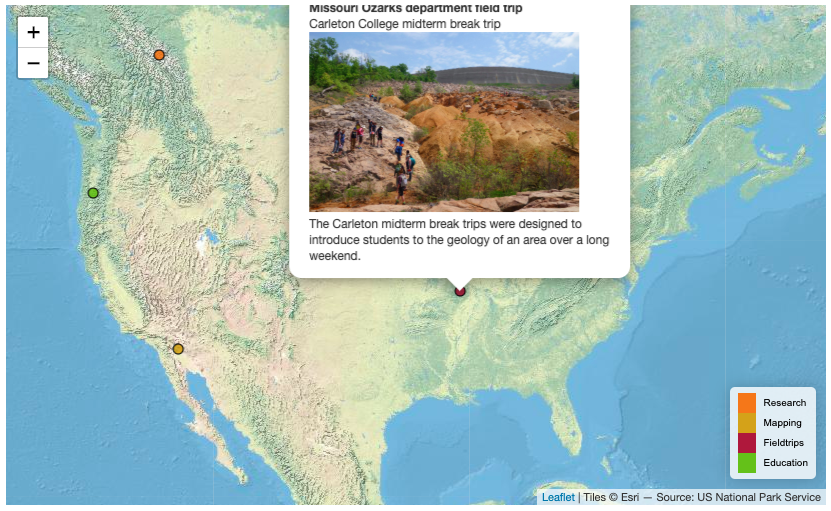 Missouri Ozarks department field trip
Carleton College midterm break trip
+
−
The Carleton midterm break trips were designed to
introduce students to the geology of an area over a long
weekend.
Research
Mapping
Fieldtrips
Education
Leaflet | Tiles © Esri — Source: US National Park Service